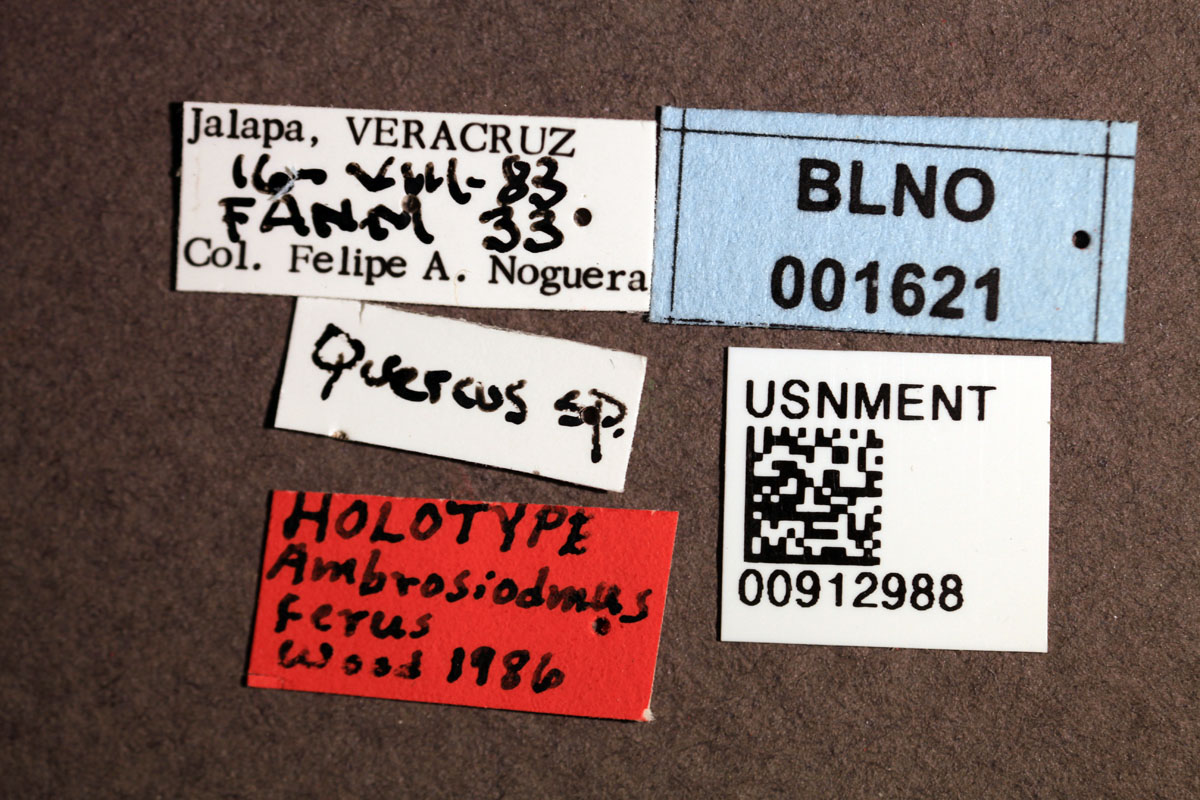 Jalapa, VERACRUZ
16-VIII-83
FANM 33
Col. Felipe A. Noguera
BLNO
001621
Quercus sp.
USNMENT
00912988
HOLOTYPE
Ambrosiodmus
ferus
Wood 1986